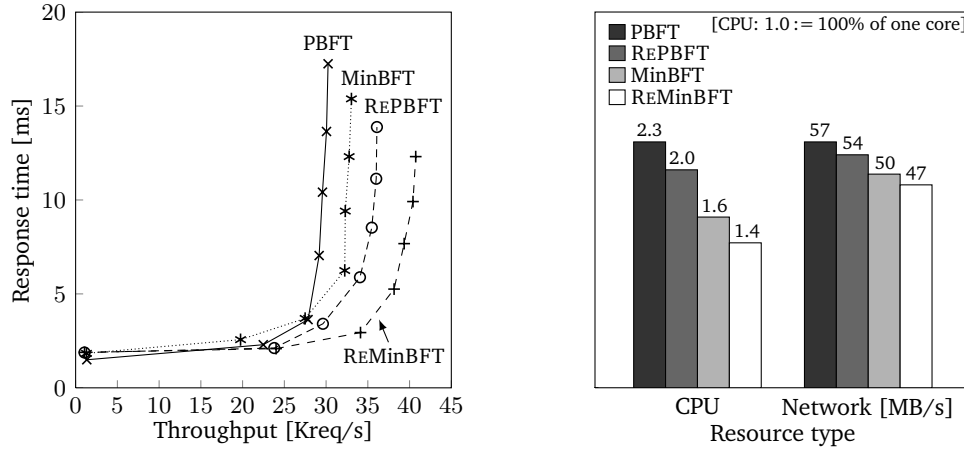 20
15
10
5
0
Response time [ms]
PBFT
MinBFT
REPBFT
REMinBFT
0 5 10 15 20 25 30 35 40 45
Throughput [Kreq/s]
[CPU: 1.0 := 100% of one core]
PBFT
REPBFT
MinBFT
REMinBFT
2.3
2.0
1.6
1.4
57
54
50
47
CPU
Network [MB/s]
Resource type